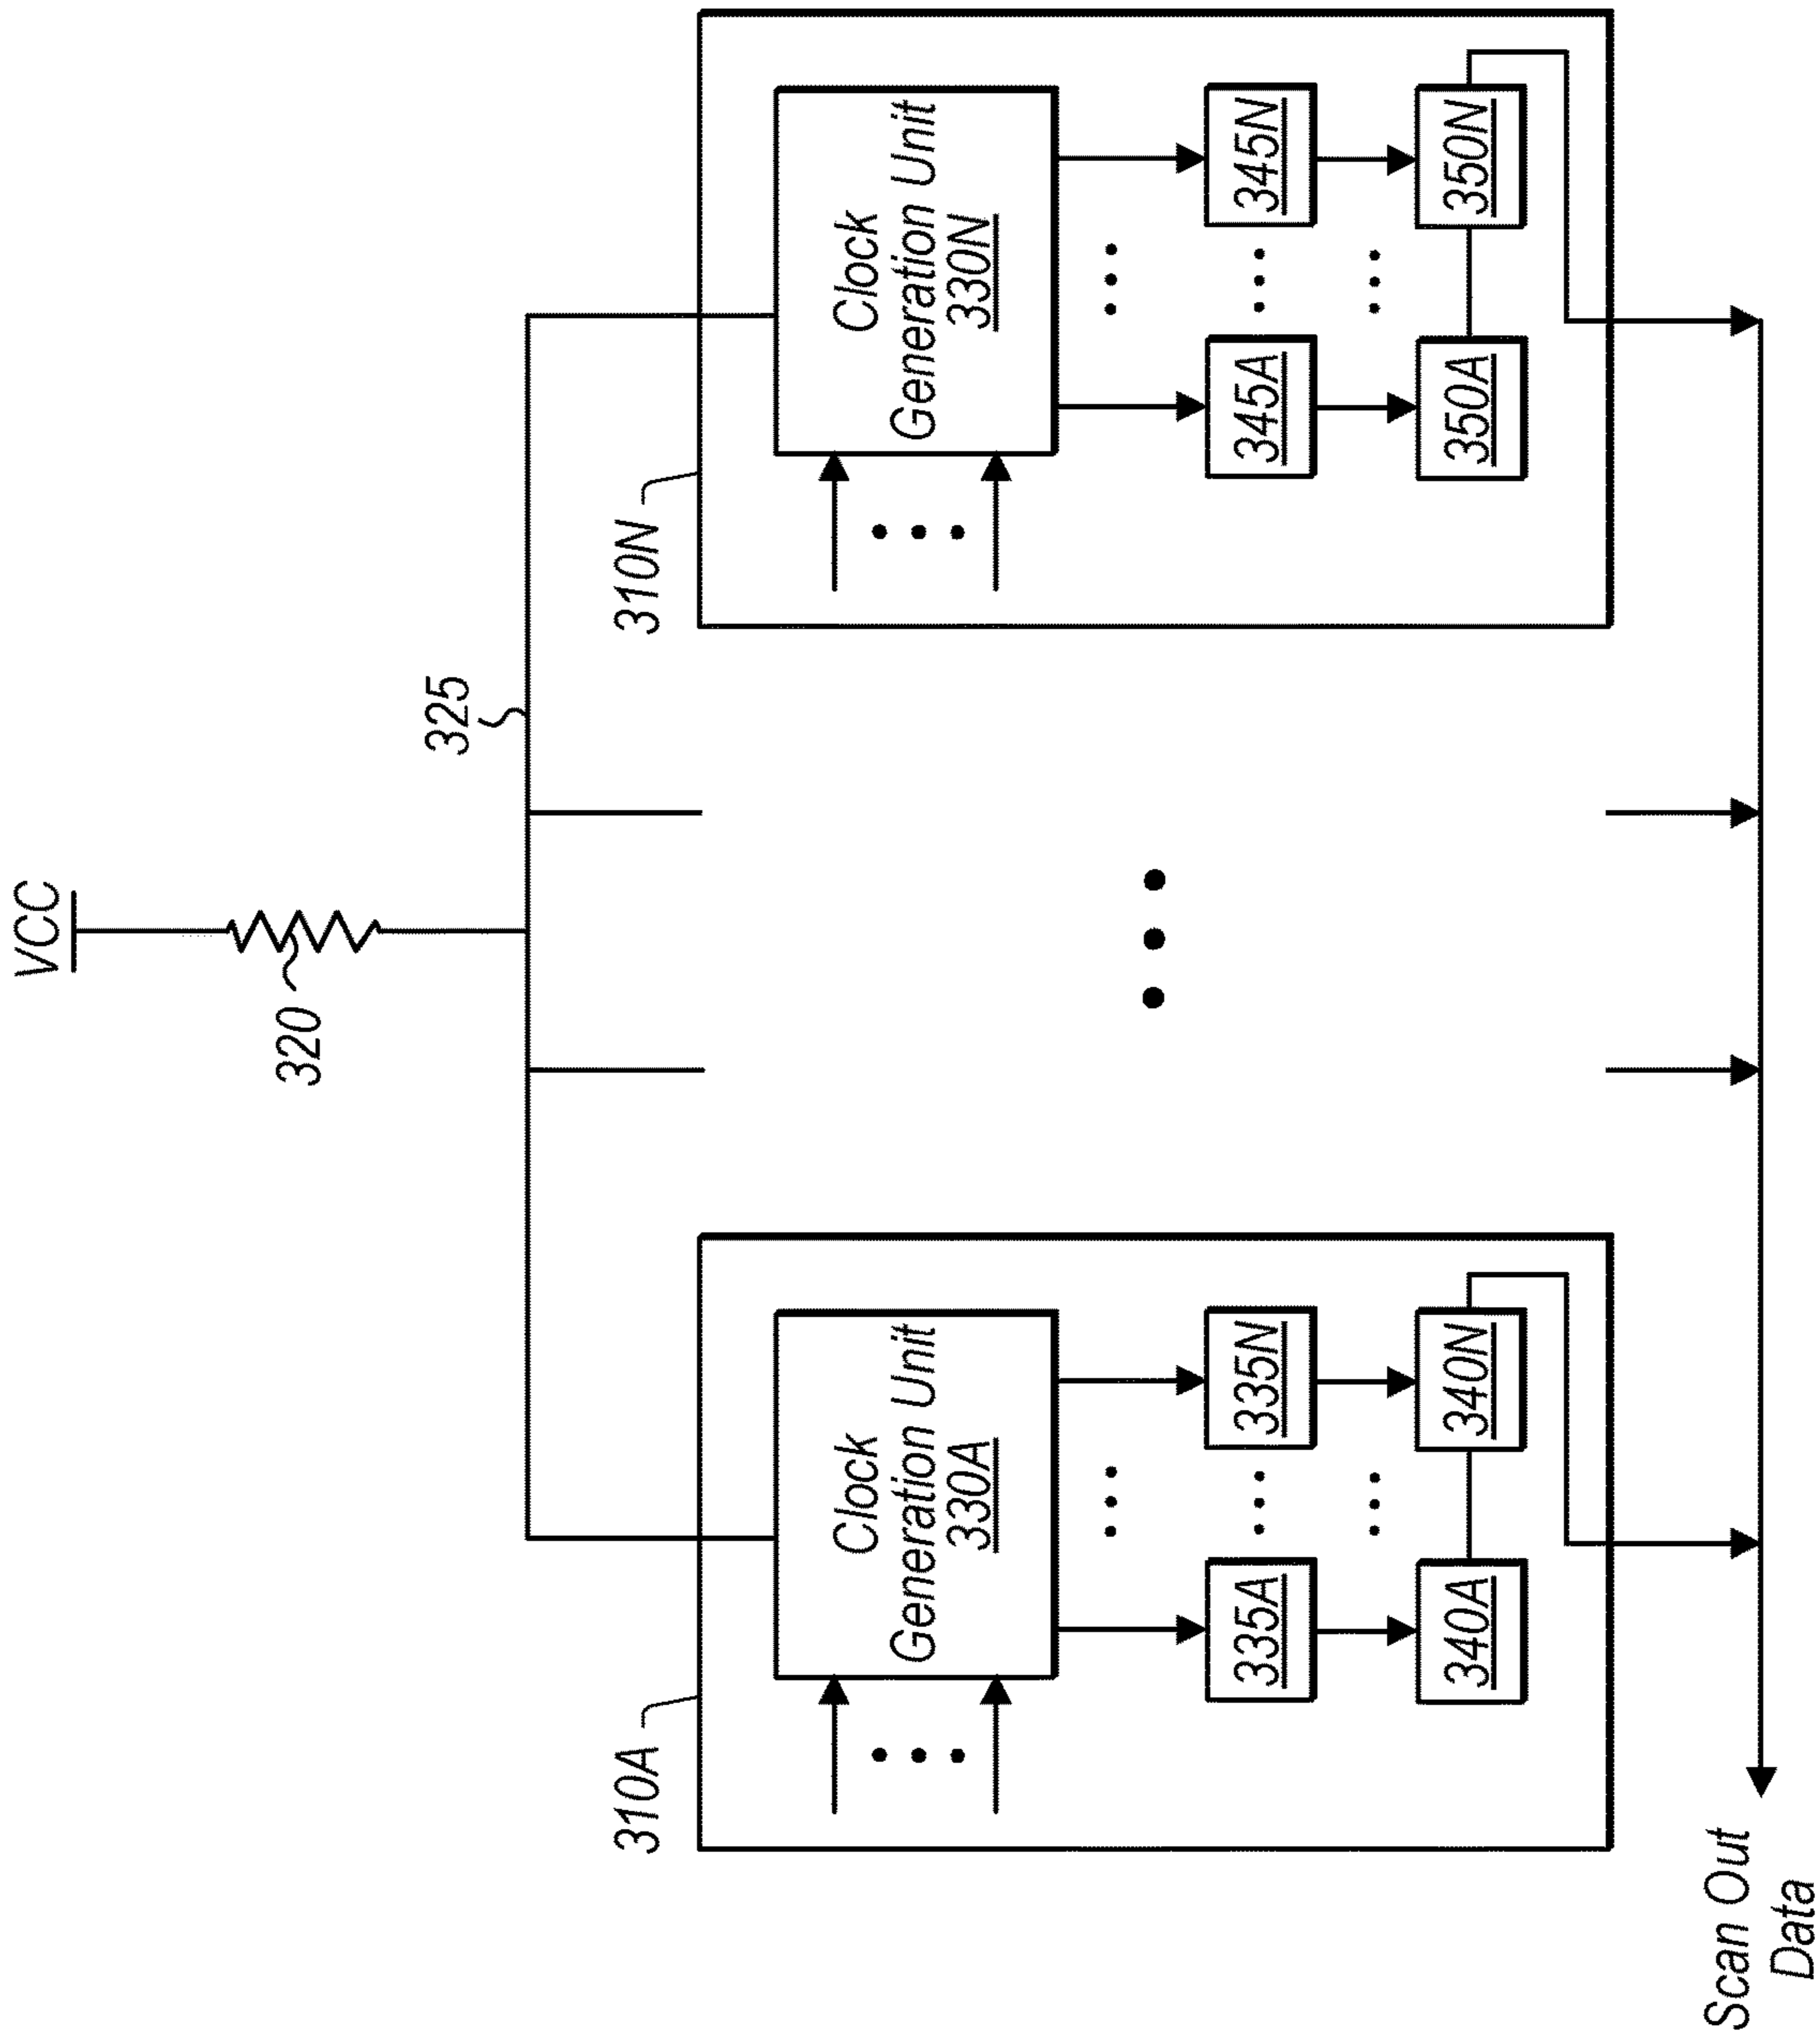 VCC
320
325
310A
Clock
Generation Unit
330A
335A
335N
340A
340N
310N
Clock
Generation Unit
330N
345A
345N
350A
350N
Scan Out
Data